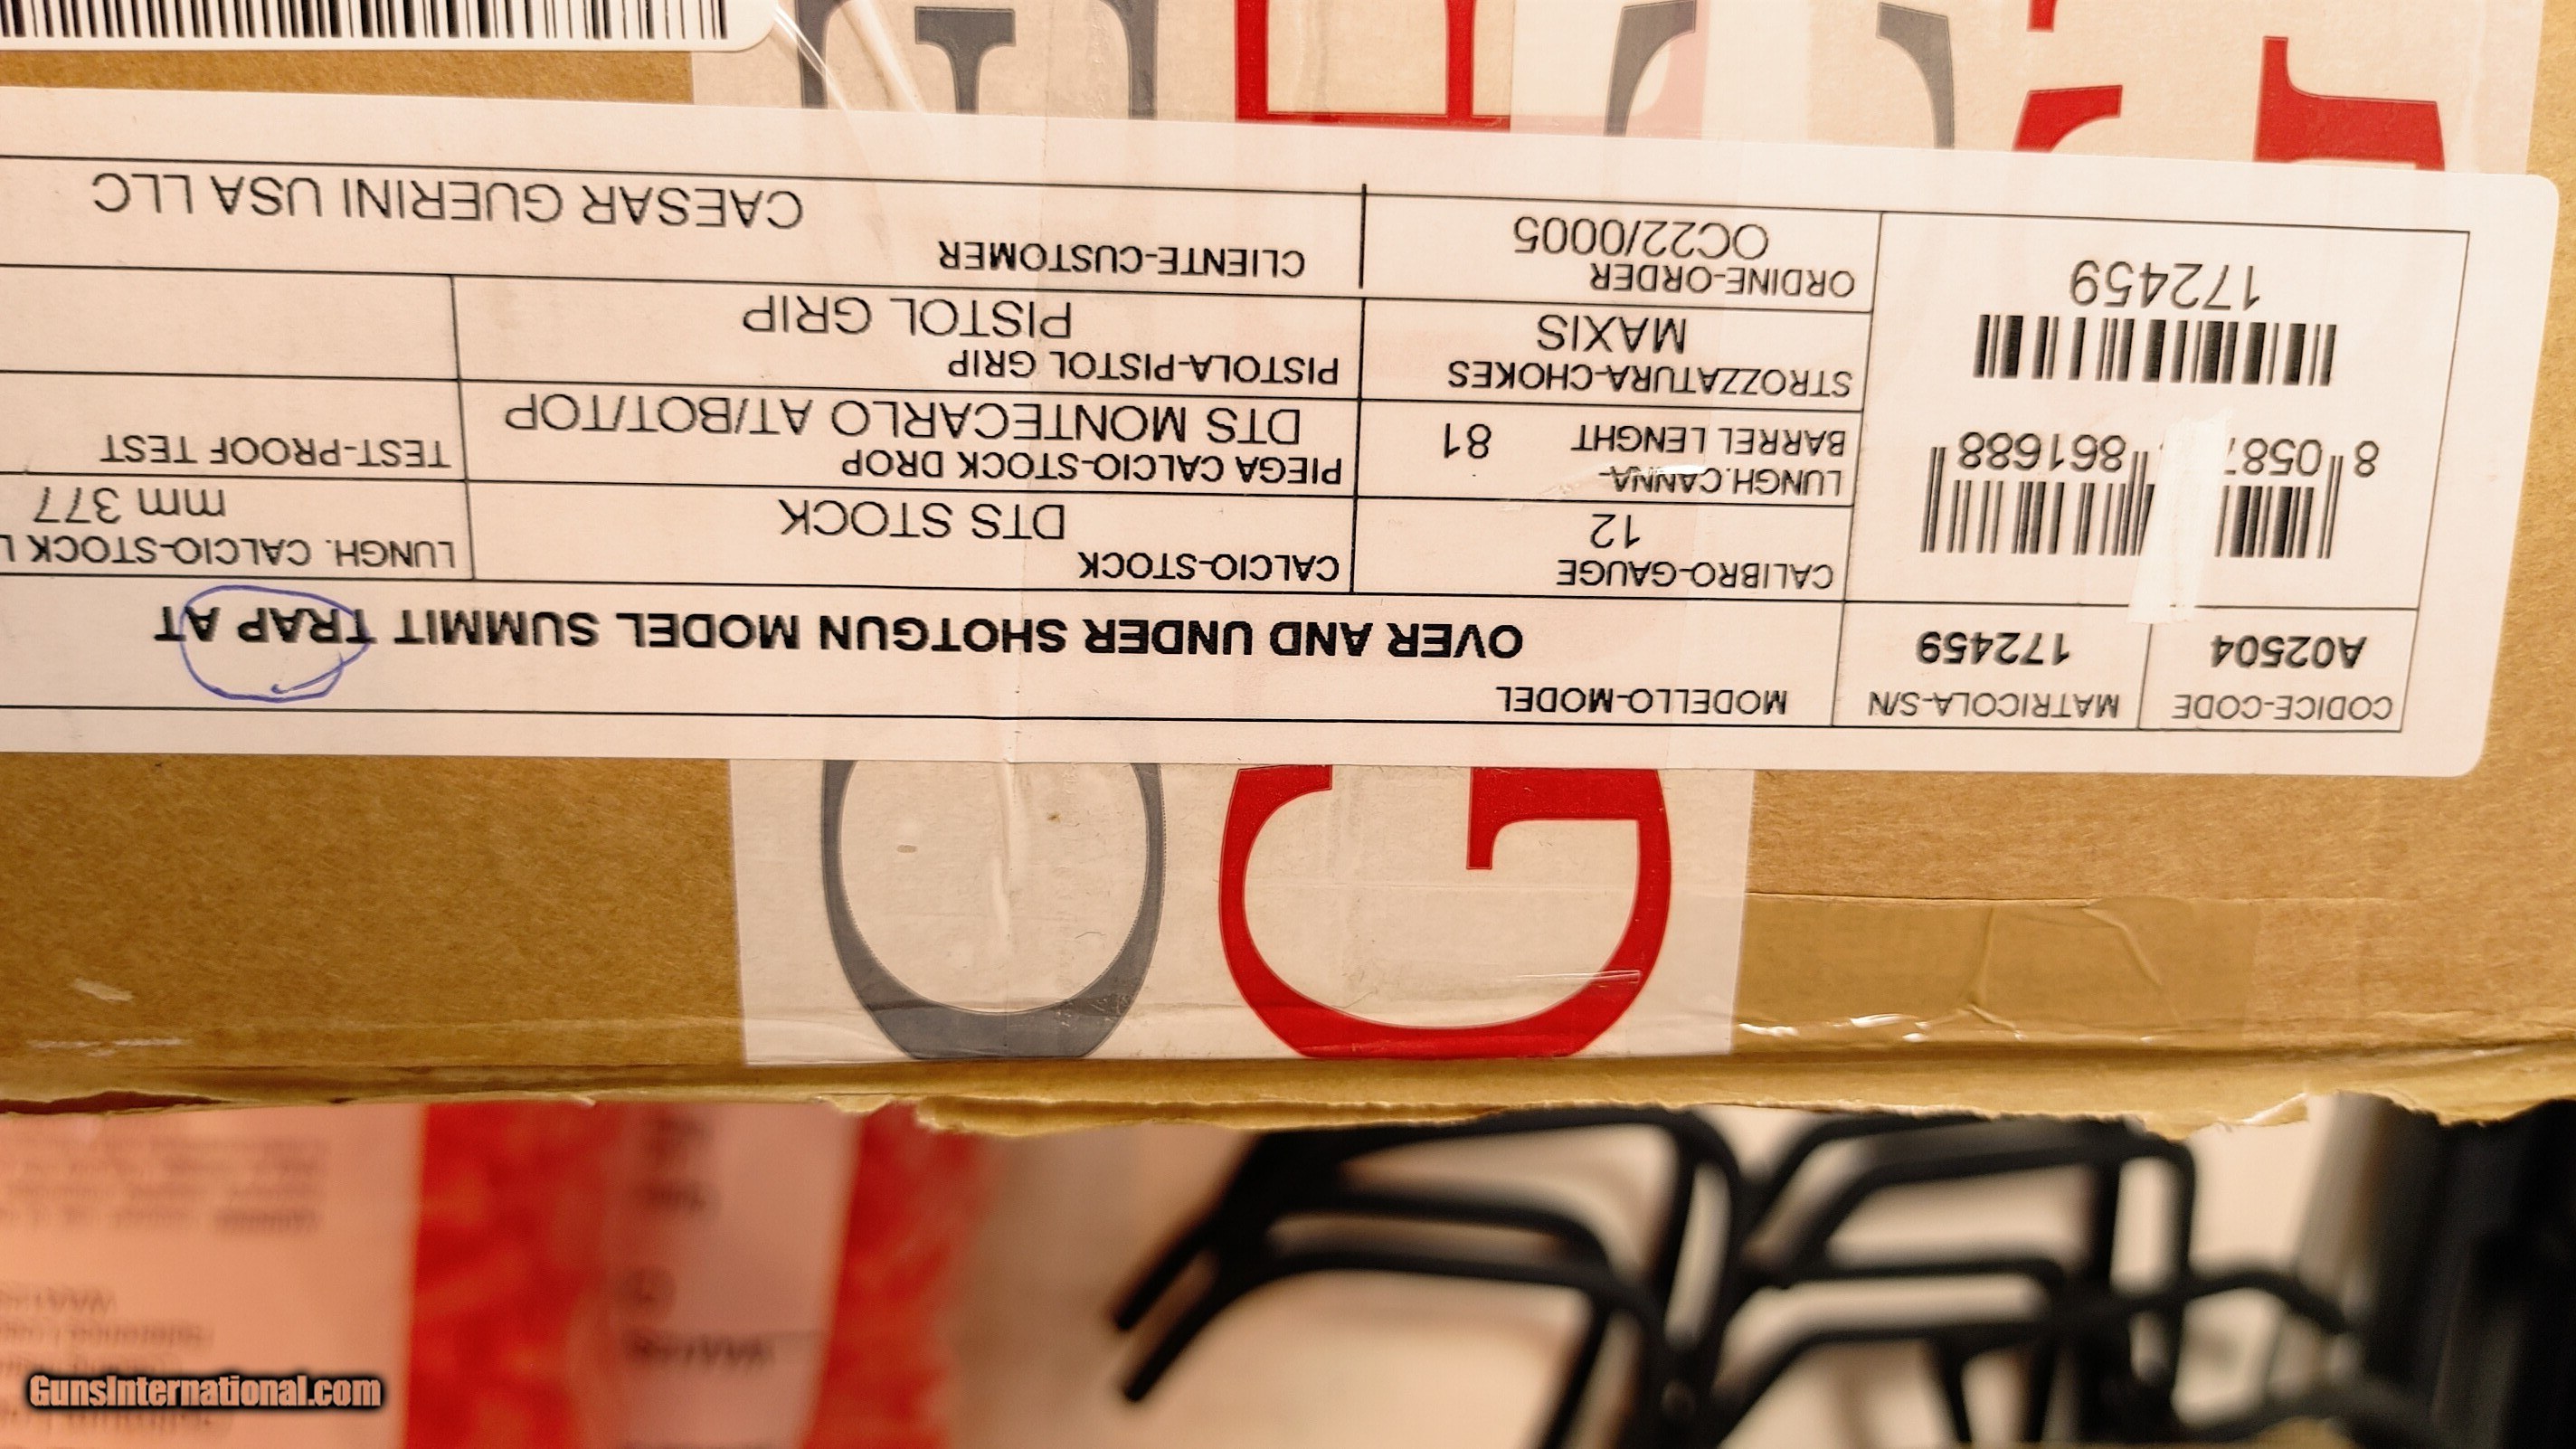 CODICE-CODE
A02504
MATRICOLA-S/N
172459
MODELLO-MODEL
OVER AND UNDER SHOTGUN MODEL SUMMIT TRAP AT
861688
172459
CALIBRO-GAUGE
12
CALCIO-STOCK
DTS STOCK
LUNGH. CALCIO-STOCK
mm 377
LUNGH.CANNA-
BARREL LENGHT 81
PIEGA CALCIO-STOCK DROP
DTS MONTECARLO AT/BOT/TOP
TEST-PROOF TEST
STROZZATURA-CHOKES
MAXIS
PISTOLA-PISTOL GRIP
PISTOL GRIP
ORDINE-ORDER
OC22/0005
CLIENTE-CUSTOMER
CAESAR GUERINI USA LLC
GunsInternational.com